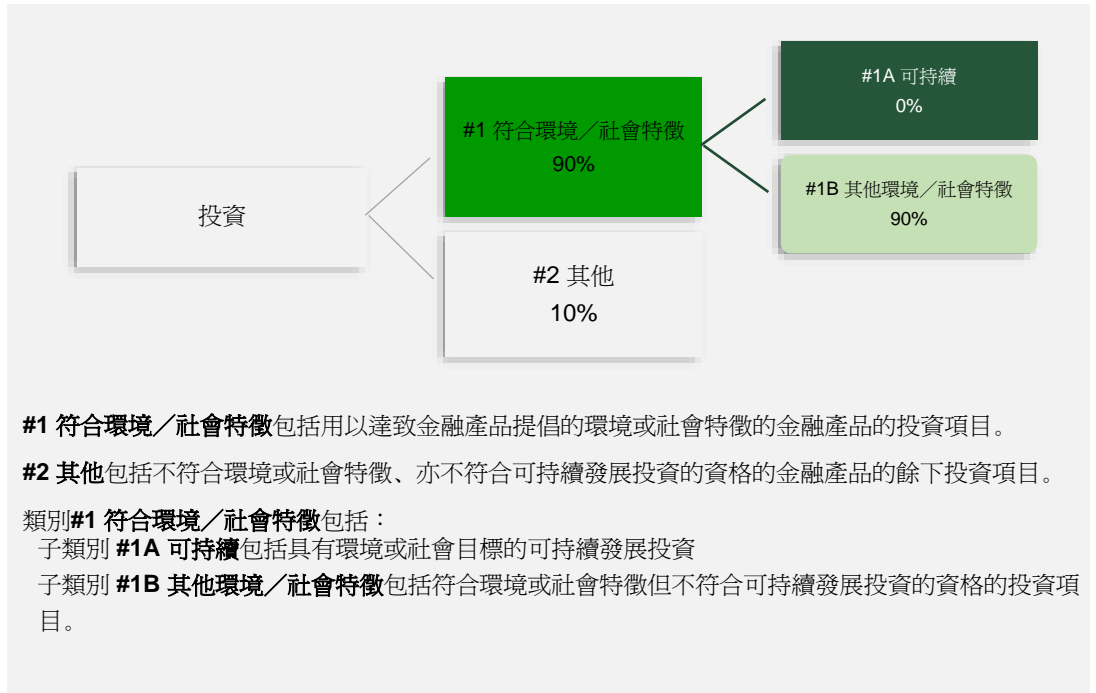 #1A 可持續
0%
#1 符合環境／社會特徵
90%
#1B 其他環境／社會特徵
90%
投資
#2 其他
10%
#1 符合環境／社會特徵包括用以達致金融產品提倡的環境或社會特徵的金融產品的投資項目。
#2 其他包括不符合環境或社會特徵、亦不符合可持續發展投資的資格的金融產品的餘下投資項目。
類別#1 符合環境／社會特徵包括：
子類別 #1A 可持續包括具有環境或社會目標的可持續發展投資
子類別 #1B 其他環境／社會特徵包括符合環境或社會特徵但不符合可持續發展投資的資格的投資項
目。